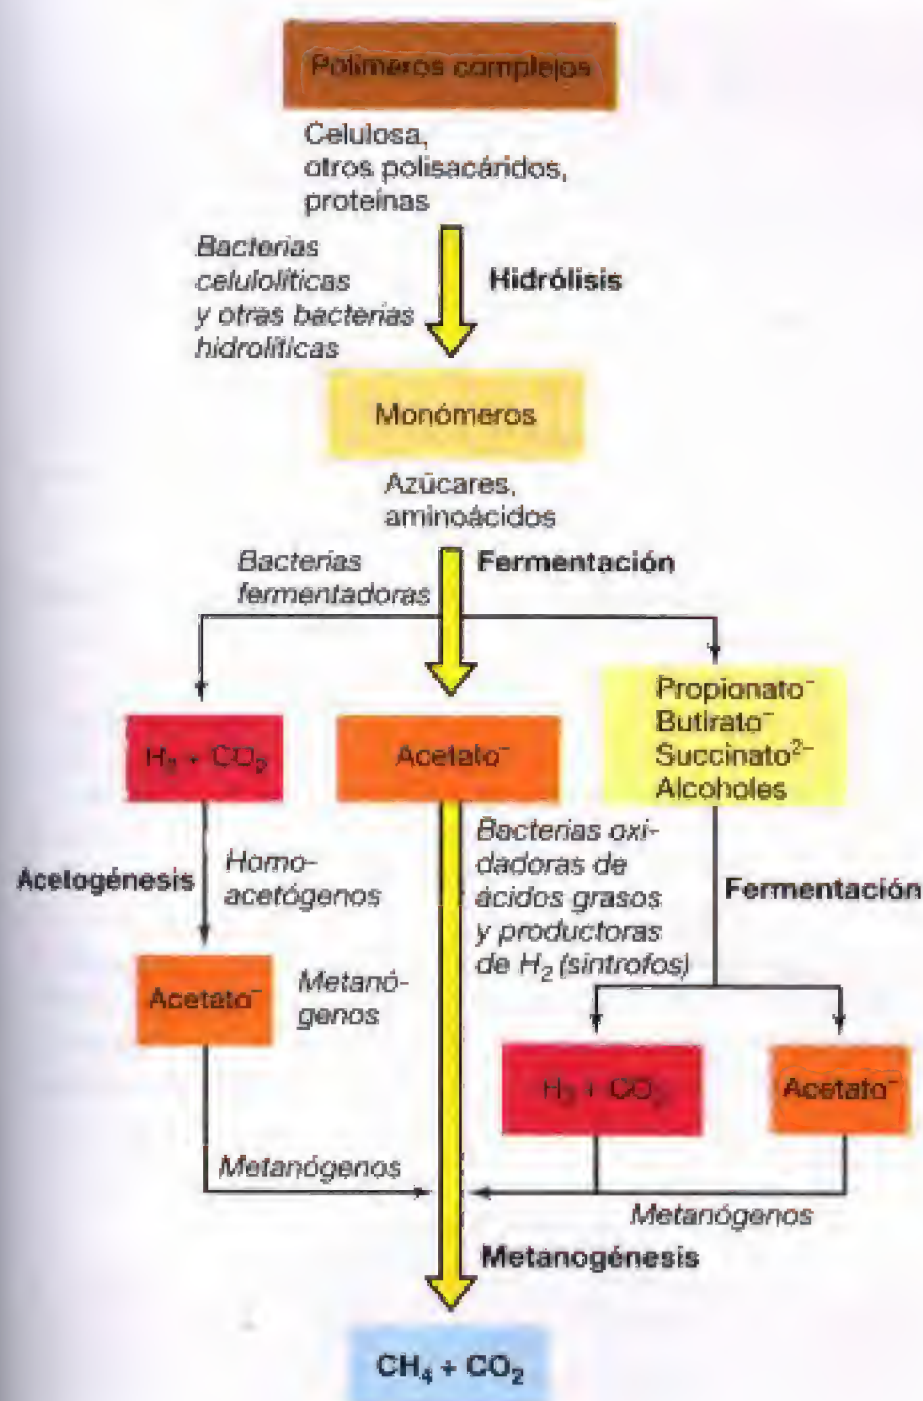 Polímeros complejos
Celulosa,
otros polisacáridos,
proteínas
Bacterias
celulolíticas
y otras bacterias
hidrolíticas
Hidrólisis
Monómeros
Azúcares,
aminoácidos
Bacterias
fermentadoras
Fermentación
H₂ + CO₂
Acetato⁻
Propionato⁻
Butirato⁻
Succinato²⁻
Alcoholes
Acetogénesis
Homo-
acetógenos
Bacterias oxi-
dadoras de
ácidos grasos
y productoras
de H₂ (sintrofos)
Fermentación
Acetato⁻
Metanó-
genos
H₂ + CO₂
Acetato⁻
Metanógenos
Metanógenos
Metanogénesis
CH₄ + CO₂